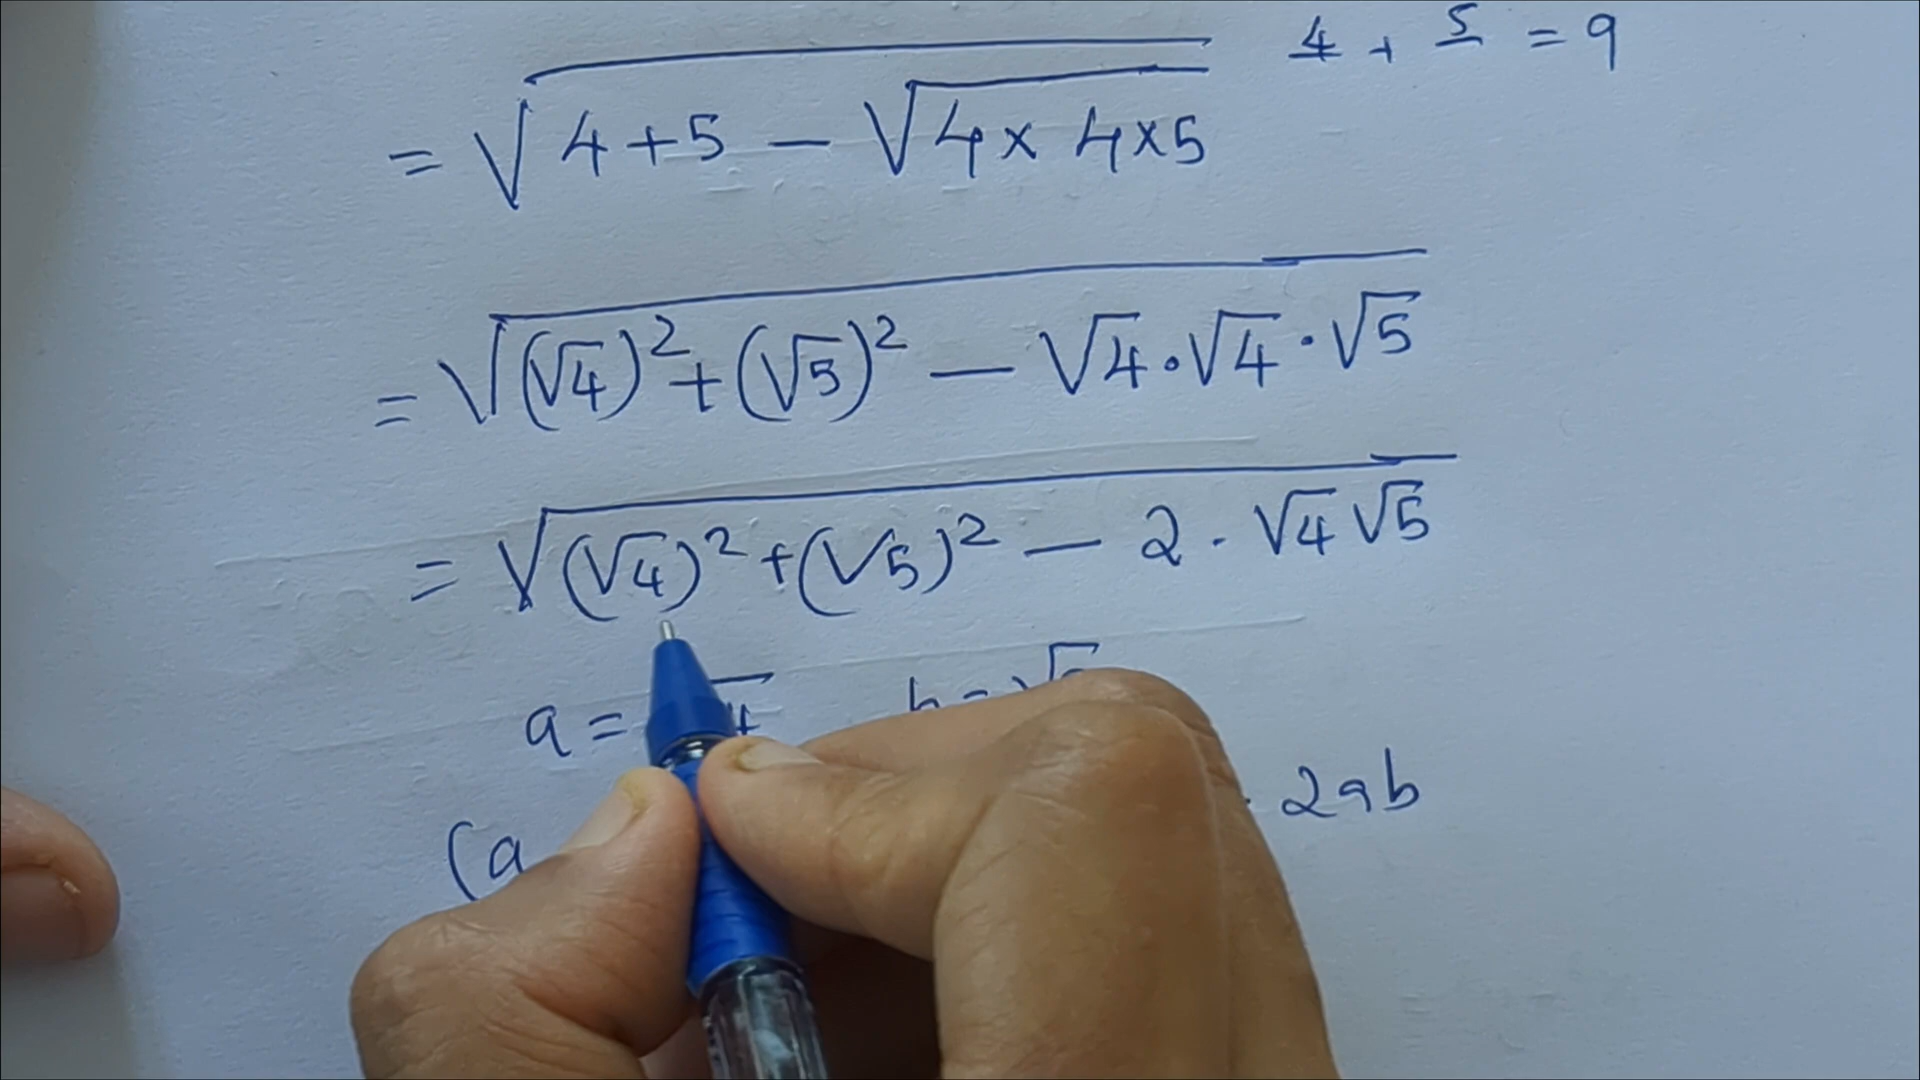 4 + 5 = 9
= √(4+5 − √(4×4×5))
= √((√4)² + (√5)² − √4·√4·√5)
= √((√4)² + (√5)² − 2·√4√5)
a =
(a 2ab